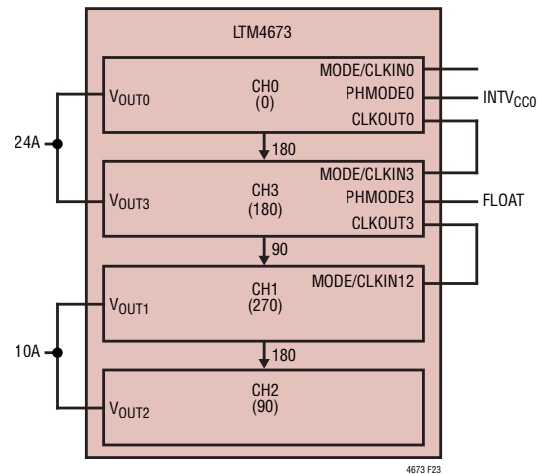 LTM4673
MODE/CLKIN0
VOUT0
CH0
(0)
PHMODE0
INTVCC0
CLKOUT0
24A
180
MODE/CLKIN3
VOUT3
CH3
(180)
PHMODE3
FLOAT
CLKOUT3
90
MODE/CLKIN12
VOUT1
CH1
(270)
10A
180
VOUT2
CH2
(90)
4673 F23